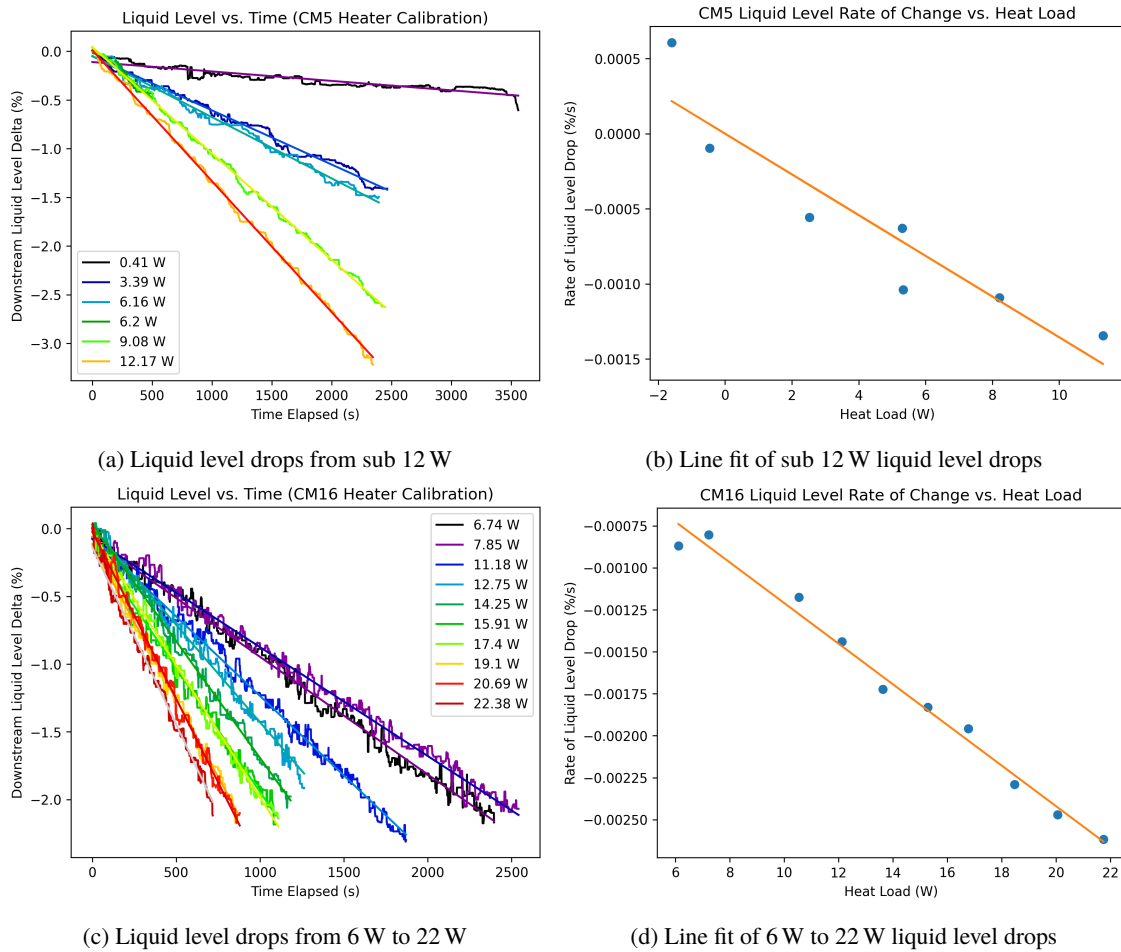 Liquid Level vs. Time (CM5 Heater Calibration)
Downstream Liquid Level Delta (%)
0.0
−0.5
−1.0
−1.5
−2.0
−2.5
−3.0
0.41 W
3.39 W
6.16 W
6.2 W
9.08 W
12.17 W
0 500 1000 1500 2000 2500 3000 3500
Time Elapsed (s)
(a) Liquid level drops from sub 12 W
CM5 Liquid Level Rate of Change vs. Heat Load
Rate of Liquid Level Drop (%/s)
0.0005
0.0000
−0.0005
−0.0010
−0.0015
−2 0 2 4 6 8 10
Heat Load (W)
(b) Line fit of sub 12 W liquid level drops
Liquid Level vs. Time (CM16 Heater Calibration)
Downstream Liquid Level Delta (%)
0.0
−0.5
−1.0
−1.5
−2.0
6.74 W
7.85 W
11.18 W
12.75 W
14.25 W
15.91 W
17.4 W
19.1 W
20.69 W
22.38 W
0 500 1000 1500 2000 2500
Time Elapsed (s)
(c) Liquid level drops from 6 W to 22 W
CM16 Liquid Level Rate of Change vs. Heat Load
Rate of Liquid Level Drop (%/s)
−0.00075
−0.00100
−0.00125
−0.00150
−0.00175
−0.00200
−0.00225
−0.00250
6 8 10 12 14 16 18 20 22
Heat Load (W)
(d) Line fit of 6 W to 22 W liquid level drops